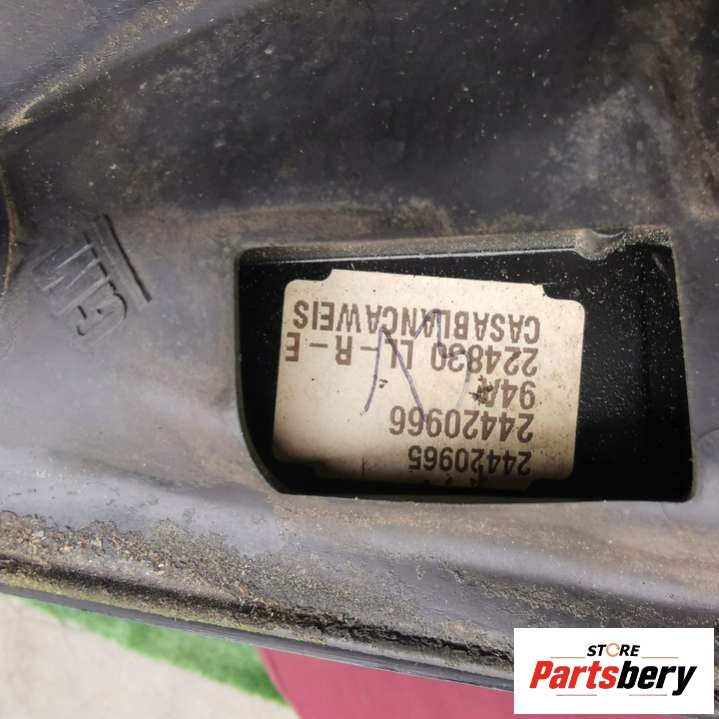 24420965
24420966
94A
224830 LL-R-E
CASABLANCAWEIS
GM
STORE
Partsbery